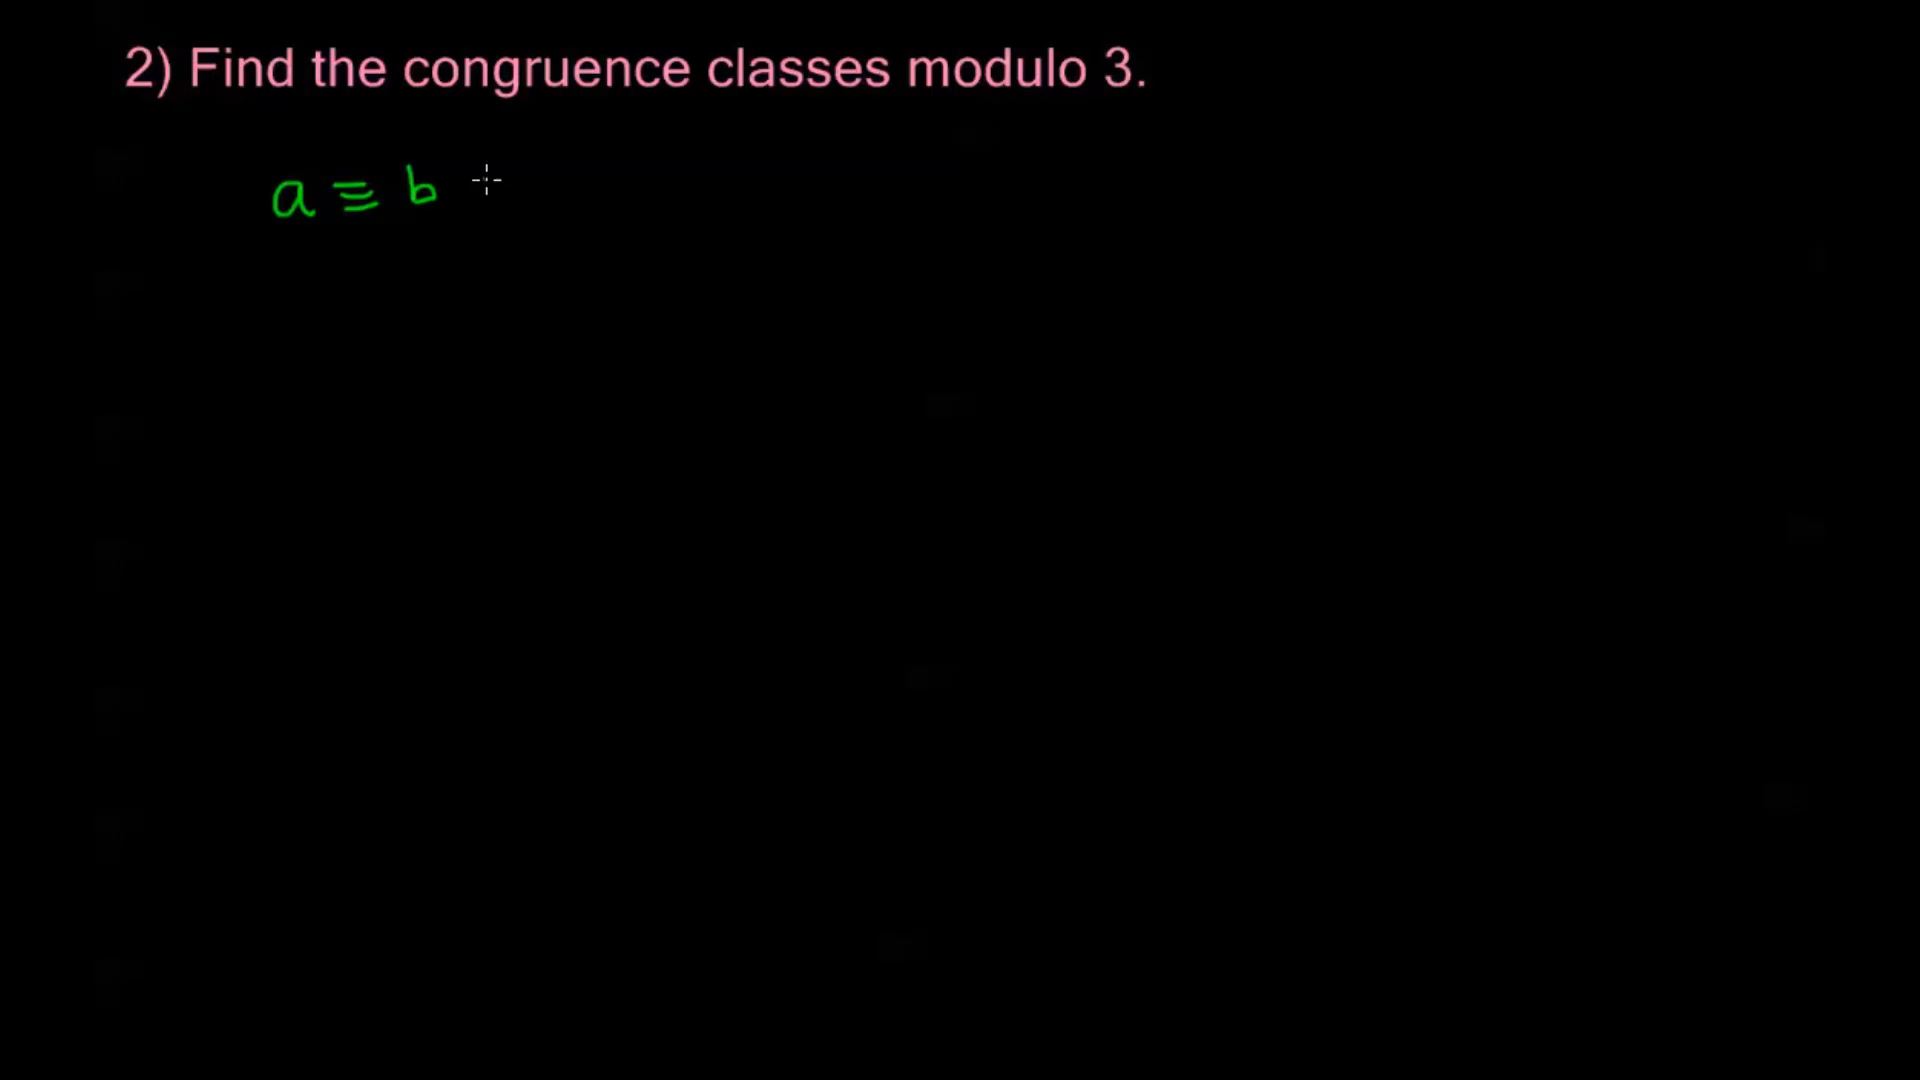 2) Find the congruence classes modulo 3.
a ≡ b